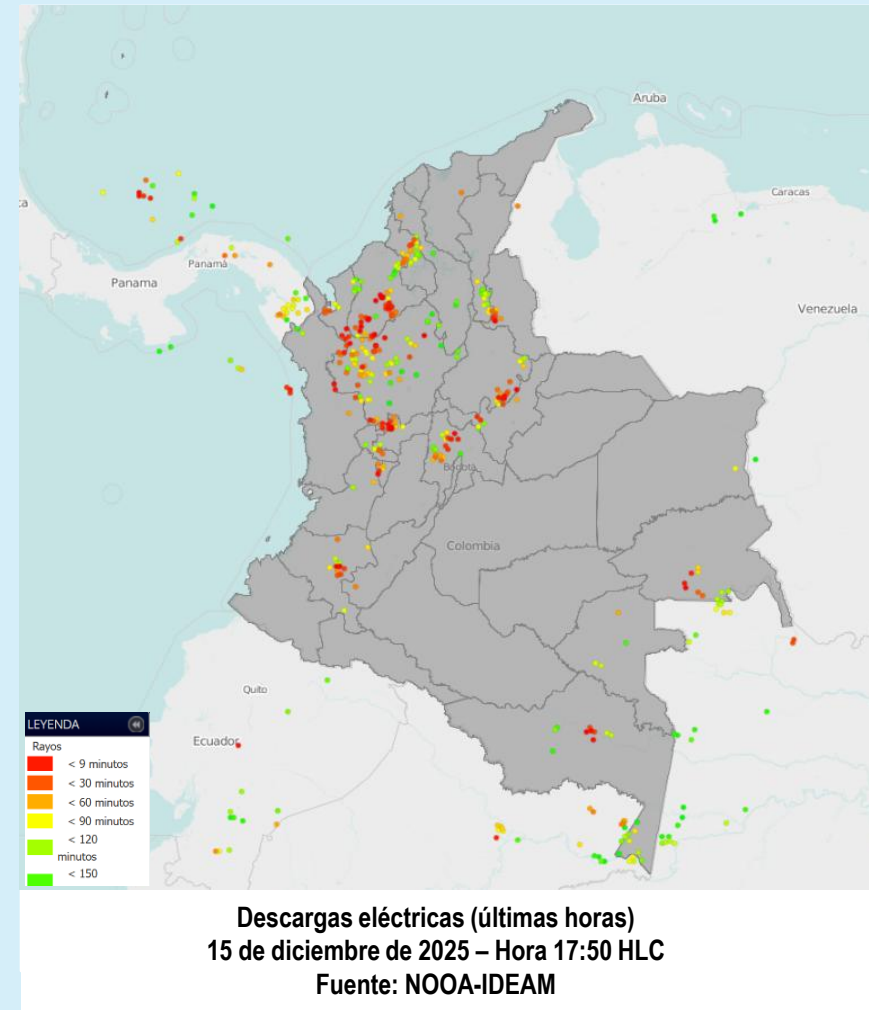 Aruba
Caracas
Panamá
Panama
Venezuela
Bogotá
Colombia
Quito
Ecuador
LEYENDA
Rayos
< 9 minutos
< 30 minutos
< 60 minutos
< 90 minutos
< 120
minutos
< 150
Descargas eléctricas (últimas horas)
15 de diciembre de 2025 – Hora 17:50 HLC
Fuente: NOOA-IDEAM